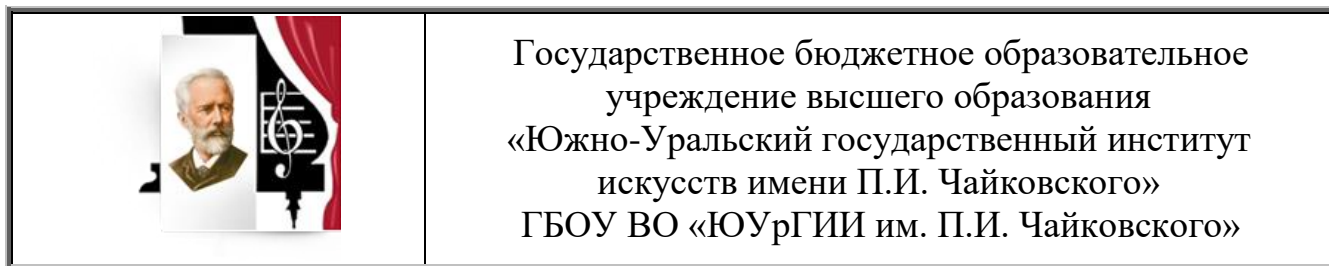 Государственное бюджетное образовательное
учреждение высшего образования
«Южно-Уральский государственный институт
искусств имени П.И. Чайковского»
ГБОУ ВО «ЮУрГИИ им. П.И. Чайковского»